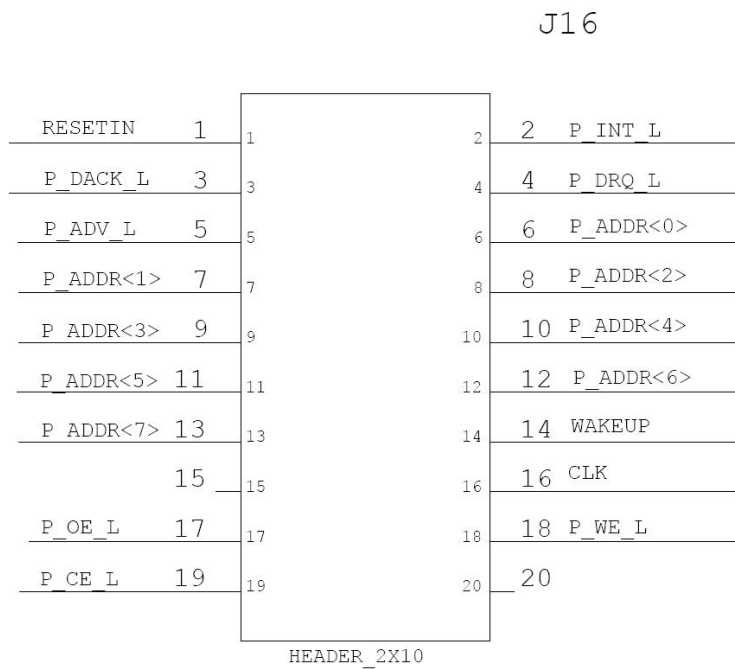 J16
RESETIN 1 1 2 2 P_INT_L
P_DACK_L 3 3 4 4 P_DRQ_L
P_ADV_L 5 5 6 6 P_ADDR<0>
P_ADDR<1> 7 7 8 8 P_ADDR<2>
P ADDR<3> 9 9 10 10 P_ADDR<4>
P_ADDR<5> 11 11 12 12 P_ADDR<6>
P ADDR<7> 13 13 14 14 WAKEUP
15 15 16 16 CLK
P_OE_L 17 17 18 18 P_WE_L
P_CE_L 19 19 20 20
HEADER_2X10